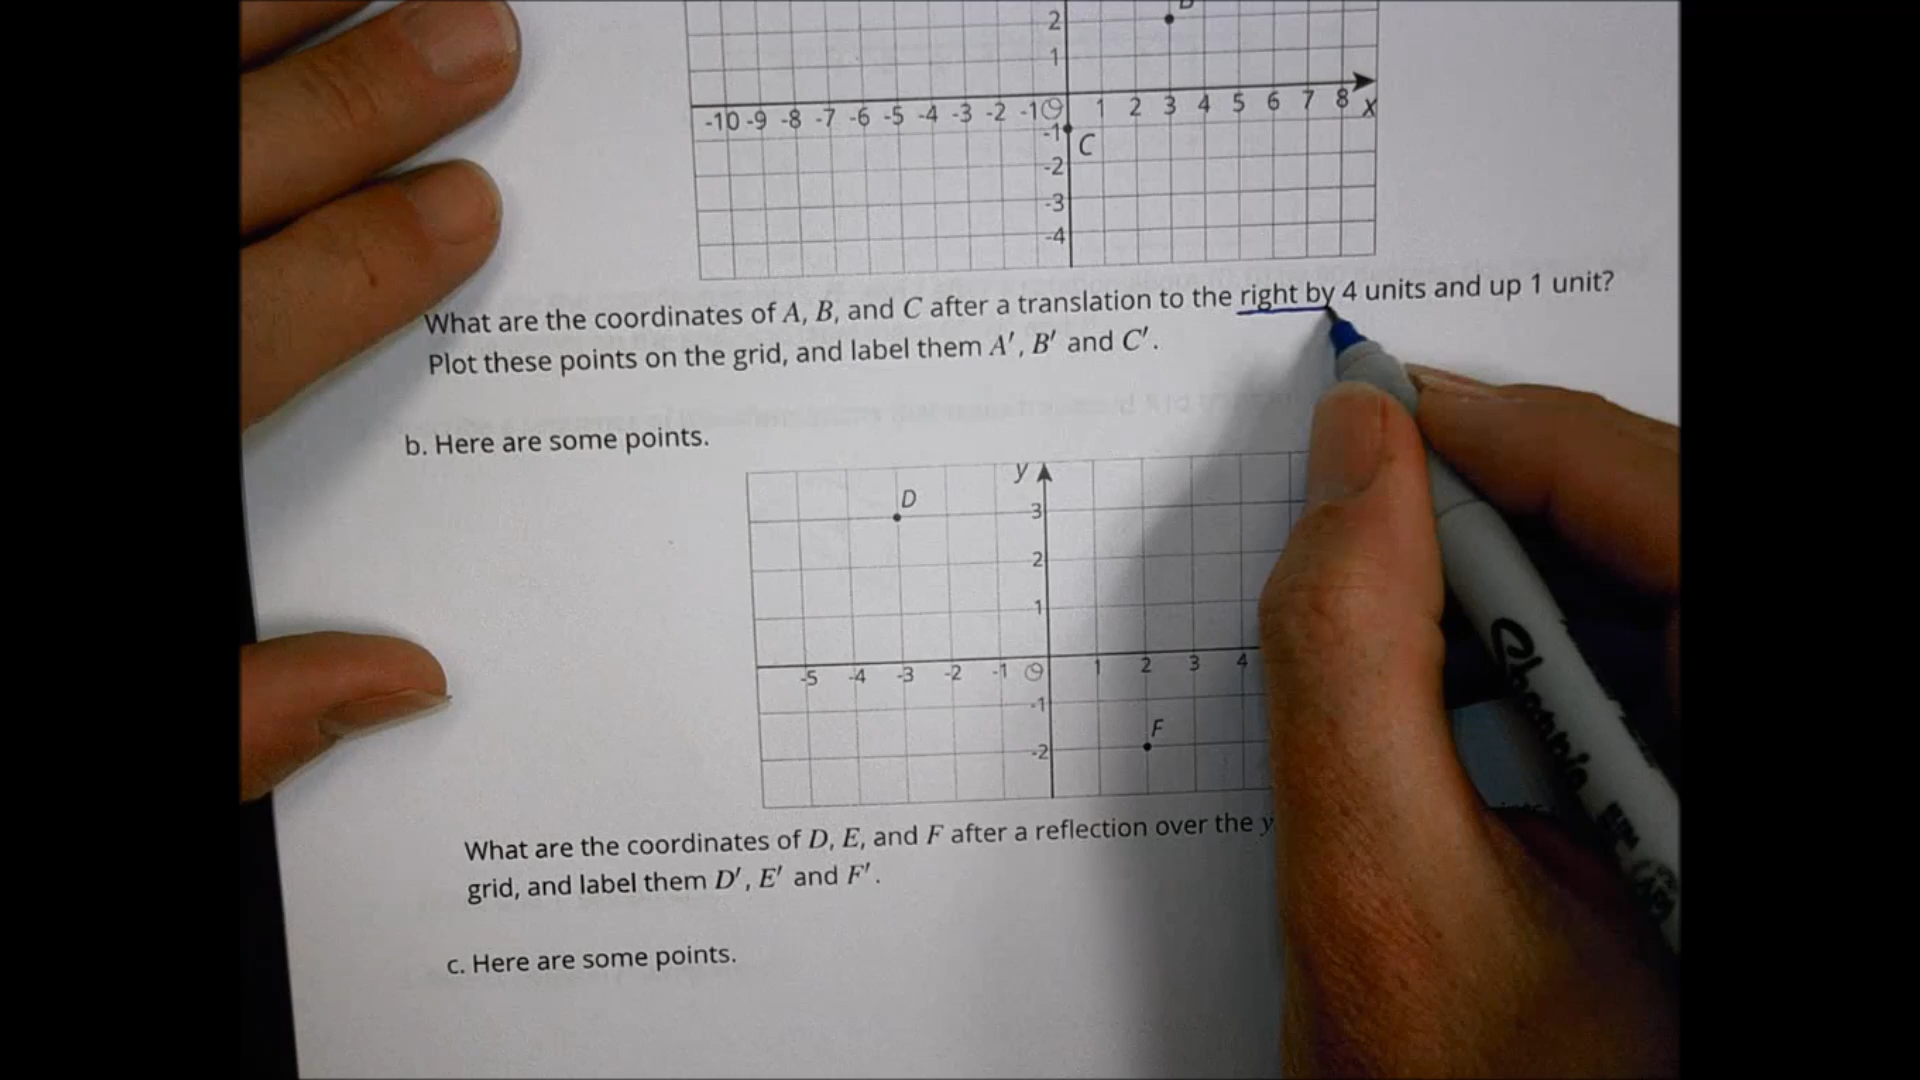 2
1
-10 -9 -8 -7 -6 -5 -4 -3 -2 -1 O 1 2 3 4 5 6 7 8 x
-1 C
-2
-3
-4
What are the coordinates of A, B, and C after a translation to the right by 4 units and up 1 unit?
Plot these points on the grid, and label them A′, B′ and C′.
b. Here are some points.
y
D
3
2
1
-5 -4 -3 -2 -1 O 1 2 3 4
-1
F
-2
What are the coordinates of D, E, and F after a reflection over the y
grid, and label them D′, E′ and F′.
c. Here are some points.
Sharpie